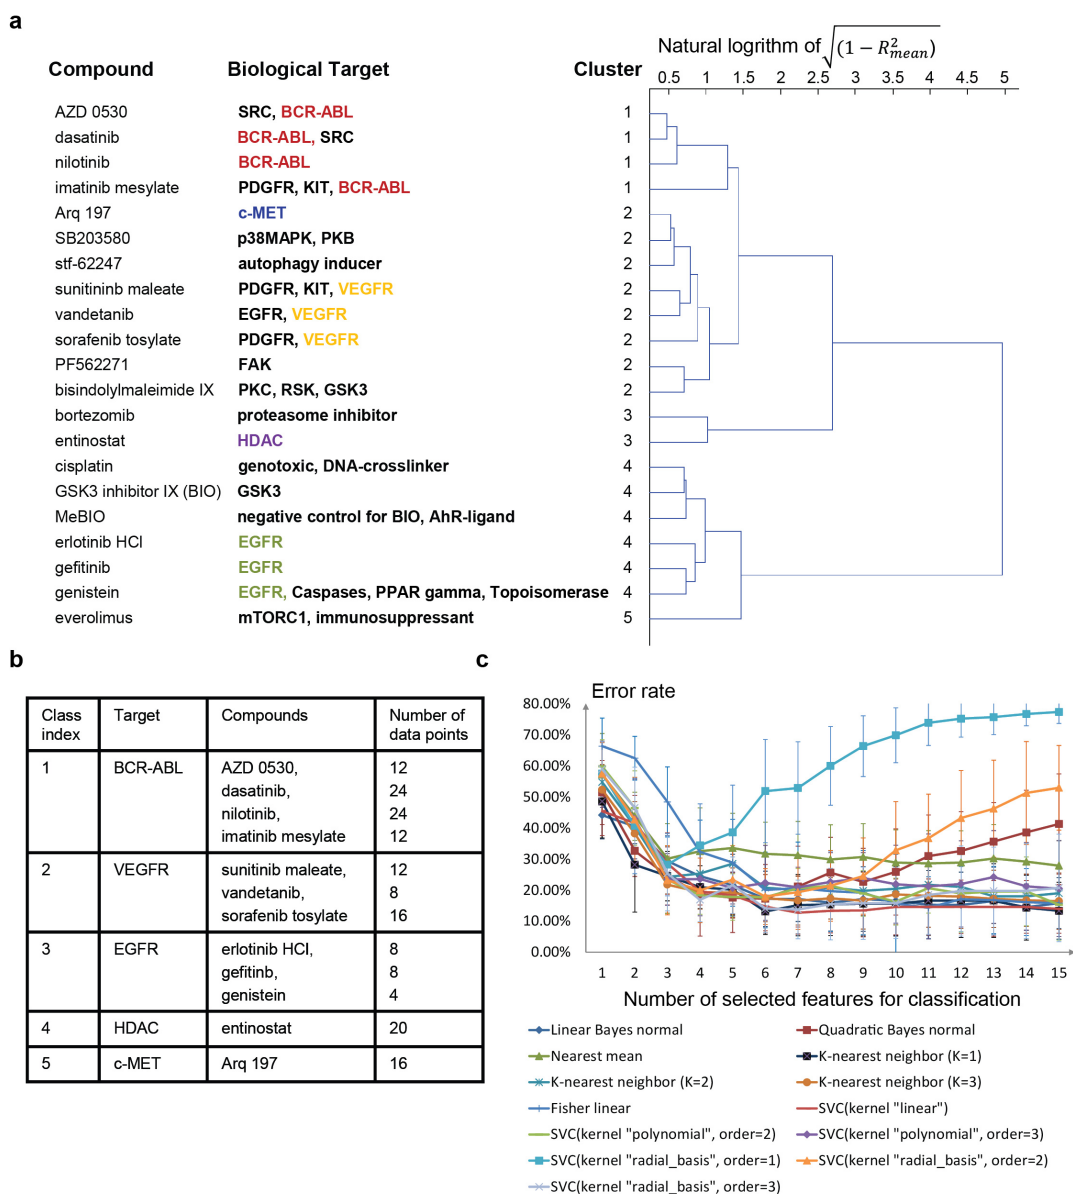 a
Natural logrithm of √(1 − R²mean)
Compound Biological Target Cluster
0.5 1 1.5 2 2.5 3 3.5 4 4.5 5
AZD 0530 SRC, BCR-ABL 1
dasatinib BCR-ABL, SRC 1
nilotinib BCR-ABL 1
imatinib mesylate PDGFR, KIT, BCR-ABL 1
Arq 197 c-MET 2
SB203580 p38MAPK, PKB 2
stf-62247 autophagy inducer 2
sunitininb maleate PDGFR, KIT, VEGFR 2
vandetanib EGFR, VEGFR 2
sorafenib tosylate PDGFR, VEGFR 2
PF562271 FAK 2
bisindolylmaleimide IX PKC, RSK, GSK3 2
bortezomib proteasome inhibitor 3
entinostat HDAC 3
cisplatin genotoxic, DNA-crosslinker 4
GSK3 inhibitor IX (BIO) GSK3 4
MeBIO negative control for BIO, AhR-ligand 4
erlotinib HCl EGFR 4
gefitinib EGFR 4
genistein EGFR, Caspases, PPAR gamma, Topoisomerase 4
everolimus mTORC1, immunosuppressant 5
b
Class index Target Compounds Number of data points
1 BCR-ABL AZD 0530, 12
dasatinib, 24
nilotinib, 24
imatinib mesylate 12
2 VEGFR sunitinib maleate, 12
vandetanib, 8
sorafenib tosylate 16
3 EGFR erlotinib HCl, 8
gefitinb, 8
genistein 4
4 HDAC entinostat 20
5 c-MET Arq 197 16
c
Error rate
80.00%
70.00%
60.00%
50.00%
40.00%
30.00%
20.00%
10.00%
0.00%
1 2 3 4 5 6 7 8 9 10 11 12 13 14 15
Number of selected features for classification
Linear Bayes normal Quadratic Bayes normal
Nearest mean K-nearest neighbor (K=1)
K-nearest neighbor (K=2) K-nearest neighbor (K=3)
Fisher linear SVC(kernel "linear")
SVC(kernel "polynomial", order=2) SVC(kernel "polynomial", order=3)
SVC(kernel "radial_basis", order=1) SVC(kernel "radial_basis", order=2)
SVC(kernel "radial_basis", order=3)